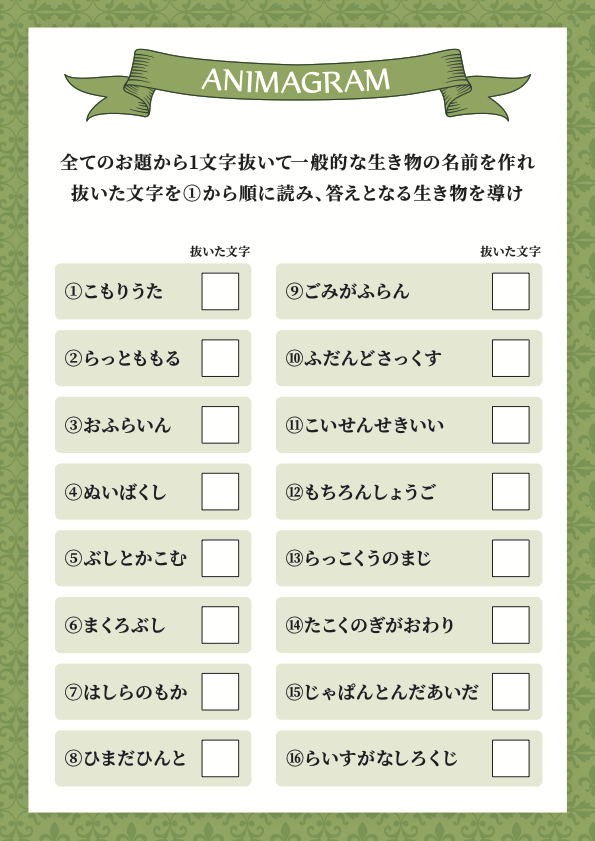 ANIMAGRAM
全てのお題から1文字抜いて一般的な生き物の名前を作れ
抜いた文字を①から順に読み、答えとなる生き物を導け
抜いた文字
①こもりうた
②らっとももる
③おふらいん
④ぬいばくし
⑤ぶしとかこむ
⑥まくろぶし
⑦はしらのもか
⑧ひまだひんと
抜いた文字
⑨ごみがふらん
⑩ふだんどさっくす
⑪こいせんせきいい
⑫もちろんしょうご
⑬らっこくうのまじ
⑭たこくのぎがおわり
⑮じゃぱんとんだあいだ
⑯らいすがなしろくじ